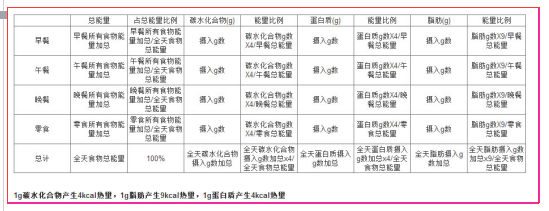 总能量 占总能量比例 碳水化合物(g) 能量比例 蛋白质(g) 能量比例 脂肪(g) 能量比例
早餐 早餐所有食物能量加总 早餐所有食物能量加总/全天食物总能量 摄入g数 碳水化合物g数X4/早餐总能量 摄入g数 蛋白质g数X4/早餐总能量 摄入g数 脂肪g数X9/早餐总能量
午餐 午餐所有食物能量加总 午餐所有食物能量加总/全天食物总能量 摄入g数 碳水化合物g数X4/午餐总能量 摄入g数 蛋白质g数X4/午餐总能量 摄入g数 脂肪g数X9/午餐总能量
晚餐 晚餐所有食物能量加总 晚餐所有食物能量加总/全天食物总能量 摄入g数 碳水化合物g数X4/晚餐总能量 摄入g数 蛋白质g数X4/晚餐总能量 摄入g数 脂肪g数X9/晚餐总能量
零食 零食所有食物能量加总 零食所有食物能量加总/全天食物总能量 摄入g数 碳水化合物g数X4/零食总能量 摄入g数 蛋白质g数X4/零食总能量 摄入g数 脂肪g数X9/零食总能量
总计 全天食物总能量 100% 全天碳水化合物摄入g数加总 全天碳水化合物摄入g数加总x4/全天食物总能量 全天蛋白质摄入g数加总 全天蛋白质摄入g数加总x4/全天食物总能量 全天脂肪摄入g数加总 全天脂肪摄入g数加总x9/全天食物总能量
1g碳水化合物产生4kcal热量，1g脂肪产生9kcal热量，1g蛋白质产生4kcal热量